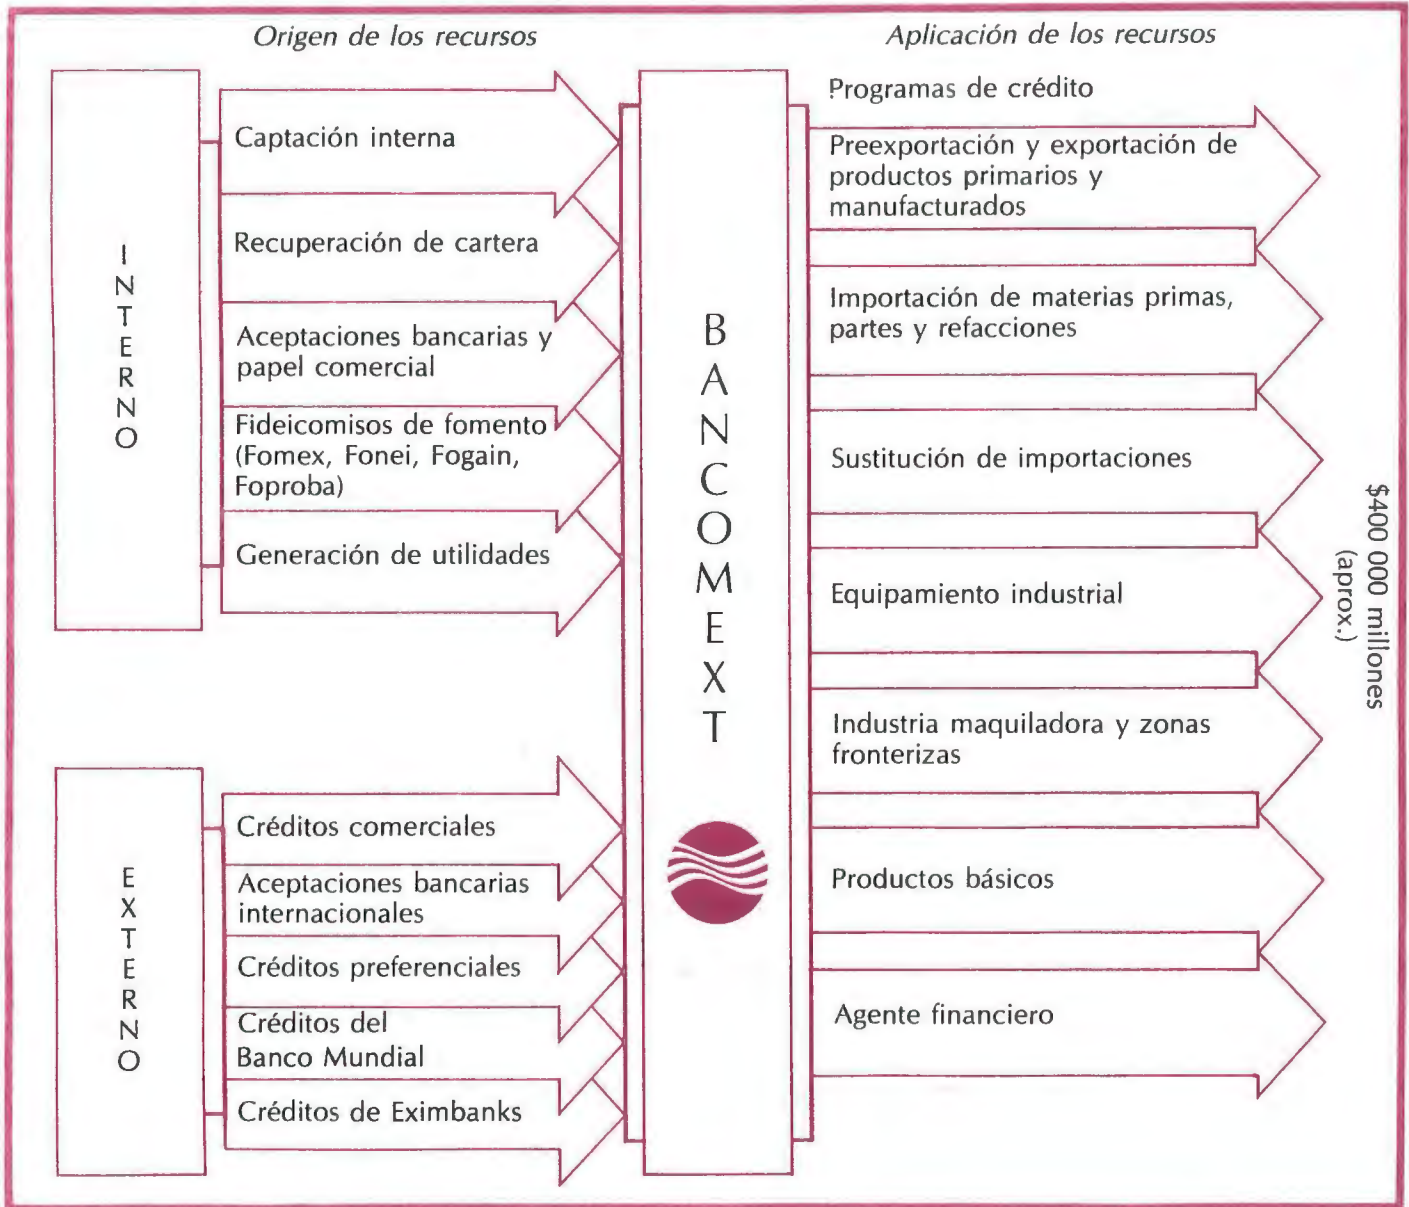 Origen de los recursos
Aplicación de los recursos
INTERNO
Captación interna
Recuperación de cartera
Aceptaciones bancarias y
papel comercial
Fideicomisos de fomento
(Fomex, Fonei, Fogain,
Foproba)
Generación de utilidades
EXTERNO
Créditos comerciales
Aceptaciones bancarias
internacionales
Créditos preferenciales
Créditos del
Banco Mundial
Créditos de Eximbanks
BANCOMEXT
Programas de crédito
Preexportación y exportación de
productos primarios y
manufacturados
Importación de materias primas,
partes y refacciones
Sustitución de importaciones
Equipamiento industrial
Industria maquiladora y zonas
fronterizas
Productos básicos
Agente financiero
$400 000 millones
(aprox.)